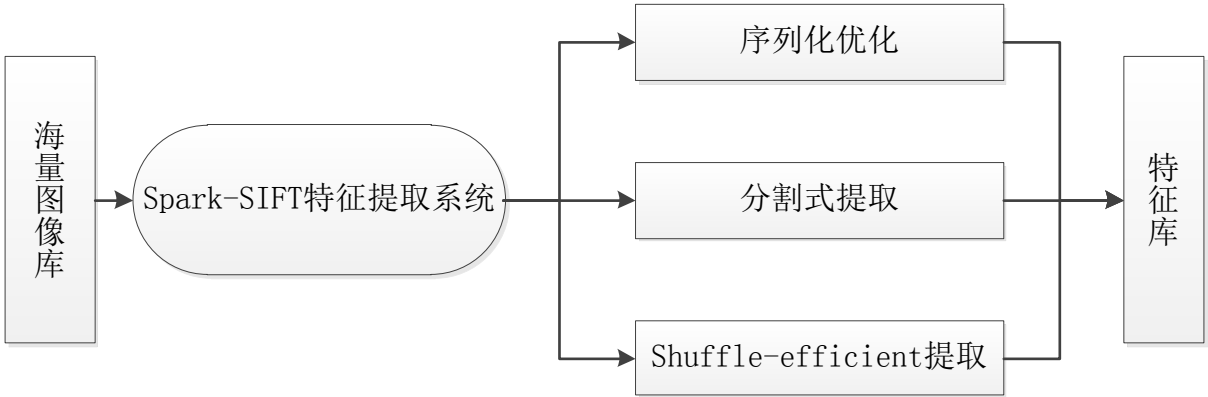 海量图像库
Spark-SIFT特征提取系统
序列化优化
分割式提取
Shuffle-efficient提取
特征库